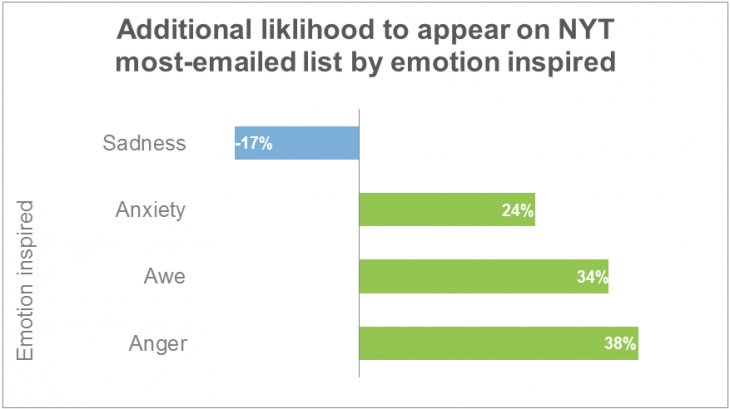 Additional liklihood to appear on NYT
most-emailed list by emotion inspired
Sadness
-17%
Anxiety
24%
Awe
34%
Anger
38%
Emotion inspired